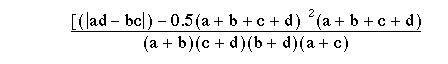 [(|ad − bc|) − 0.5(a + b + c + d) ²(a + b + c + d)
(a + b)(c + d)(b + d)(a + c)